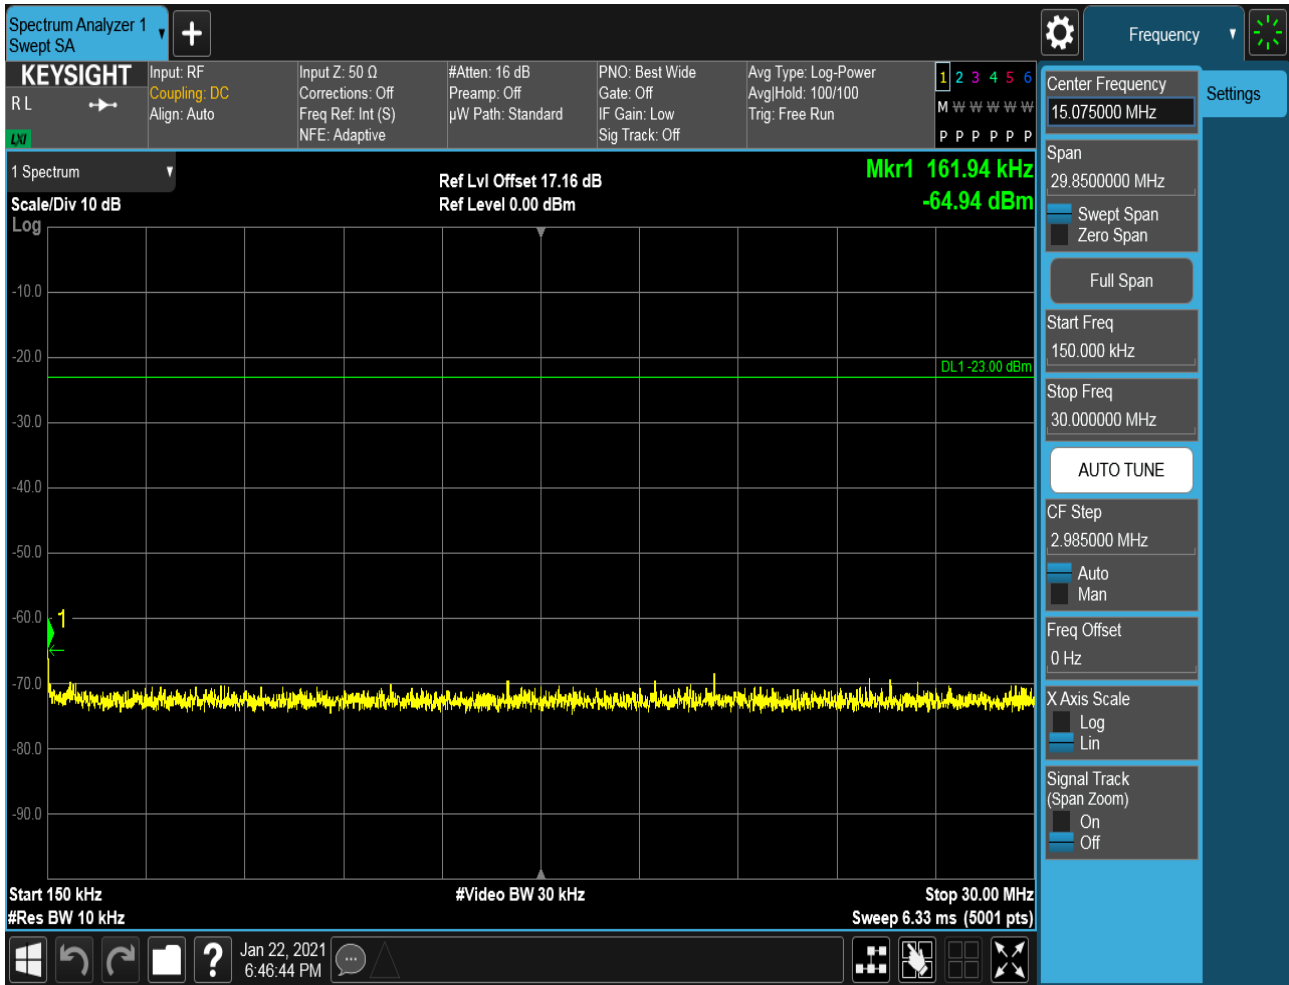 Spectrum Analyzer 1
Swept SA
Frequency
KEYSIGHT
R L
LXI
Input: RF
Coupling: DC
Align: Auto
Input Z: 50 Ω
Corrections: Off
Freq Ref: Int (S)
NFE: Adaptive
#Atten: 16 dB
Preamp: Off
µW Path: Standard
PNO: Best Wide
Gate: Off
IF Gain: Low
Sig Track: Off
Avg Type: Log-Power
Avg|Hold: 100/100
Trig: Free Run
1 2 3 4 5 6
M W W W W W
P P P P P P
1 Spectrum
Scale/Div 10 dB
Log
Ref Lvl Offset 17.16 dB
Ref Level 0.00 dBm
Mkr1 161.94 kHz
-64.94 dBm
-10.0
-20.0
DL1 -23.00 dBm
-30.0
-40.0
-50.0
-60.0
1
-70.0
-80.0
-90.0
Start 150 kHz
#Res BW 10 kHz
#Video BW 30 kHz
Stop 30.00 MHz
Sweep 6.33 ms (5001 pts)
Center Frequency
15.075000 MHz
Settings
Span
29.8500000 MHz
Swept Span
Zero Span
Full Span
Start Freq
150.000 kHz
Stop Freq
30.000000 MHz
AUTO TUNE
CF Step
2.985000 MHz
Auto
Man
Freq Offset
0 Hz
X Axis Scale
Log
Lin
Signal Track
(Span Zoom)
On
Off
?
Jan 22, 2021
6:46:44 PM